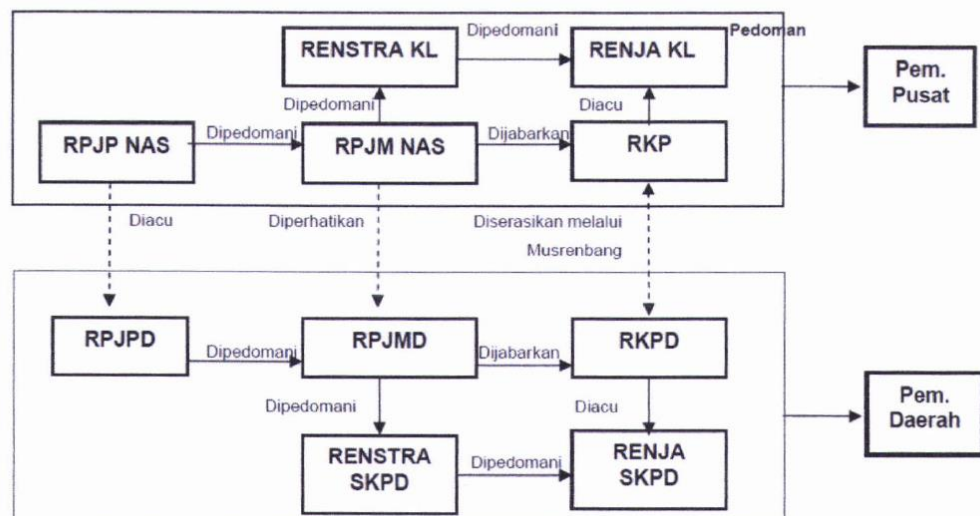 Dipedomani
Pedoman
RENSTRA KL
RENJA KL
Pem.
Pusat
Dipedomani
Diacu
RPJP NAS
Dipedomani
RPJM NAS
Dijabarkan
RKP
Diacu
Diperhatikan
Diserasikan melalui
Musrenbang
RPJPD
Dipedomani
RPJMD
Dijabarkan
RKPD
Dipedomani
Diacu
Pem.
Daerah
RENSTRA
SKPD
Dipedomani
RENJA
SKPD